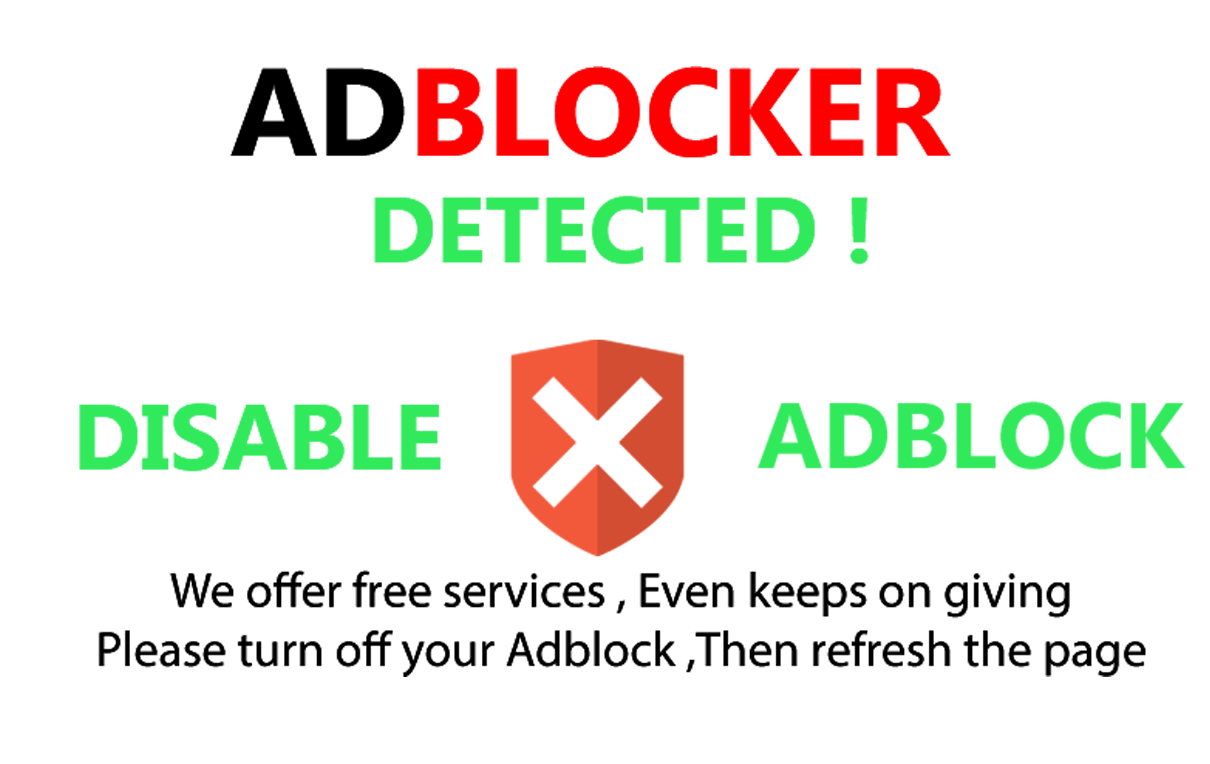 ADBLOCKER
DETECTED !
DISABLE ADBLOCK
We offer free services , Even keeps on giving
Please turn off your Adblock ,Then refresh the page